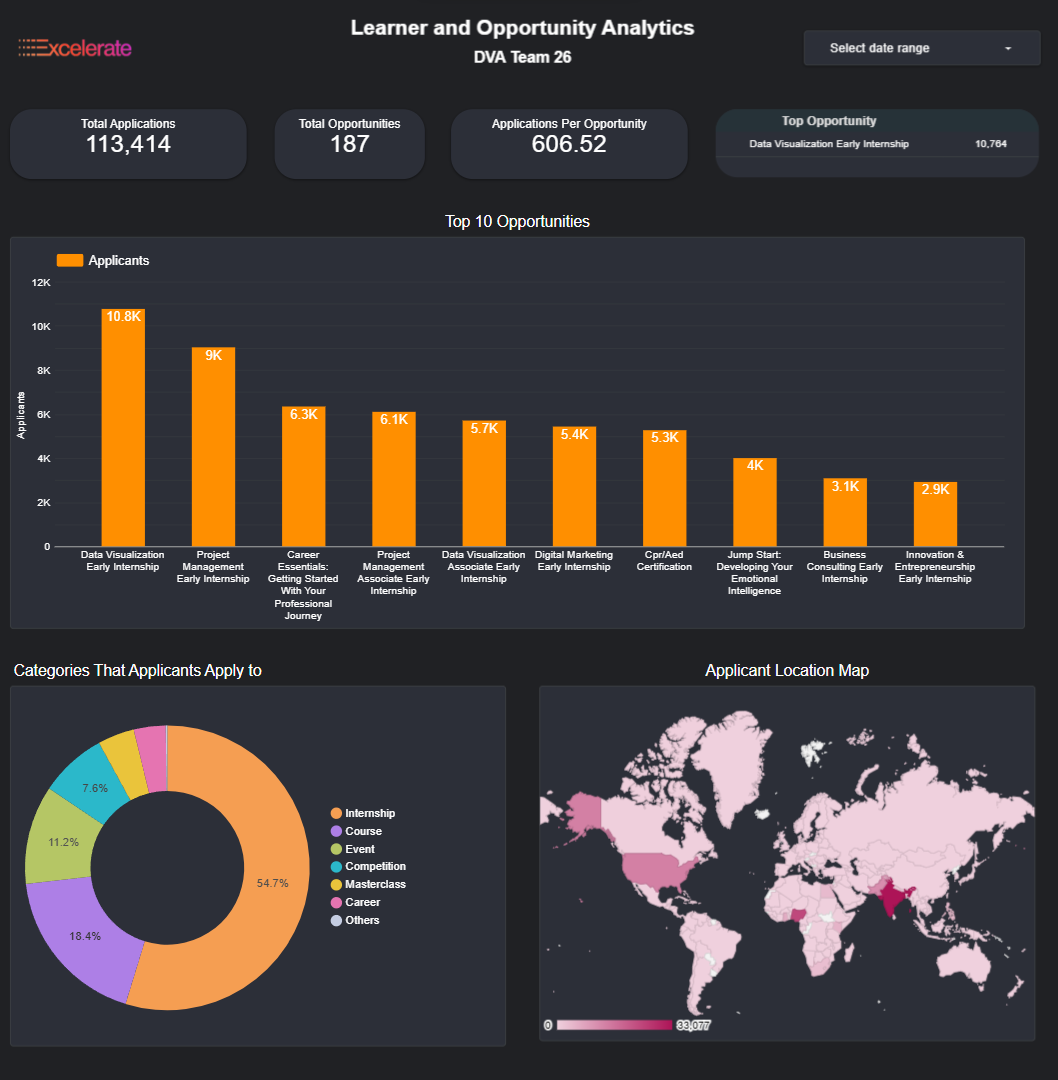 Excelerate
Learner and Opportunity Analytics
DVA Team 26
Select date range
Total Applications
113,414
Total Opportunities
187
Applications Per Opportunity
606.52
Top Opportunity
Data Visualization Early Internship 10,764
Top 10 Opportunities
Applicants
12K
10K
8K
6K
4K
2K
0
Applicants
10.8K
9K
6.3K
6.1K
5.7K
5.4K
5.3K
4K
3.1K
2.9K
Data Visualization
Early Internship
Project
Management
Early Internship
Career
Essentials:
Getting Started
With Your
Professional
Journey
Project
Management
Associate Early
Internship
Data Visualization
Associate Early
Internship
Digital Marketing
Early Internship
Cpr/Aed
Certification
Jump Start:
Developing Your
Emotional
Intelligence
Business
Consulting Early
Internship
Innovation &
Entrepreneurship
Early Internship
Categories That Applicants Apply to
54.7%
18.4%
11.2%
7.6%
Internship
Course
Event
Competition
Masterclass
Career
Others
Applicant Location Map
0
33,077